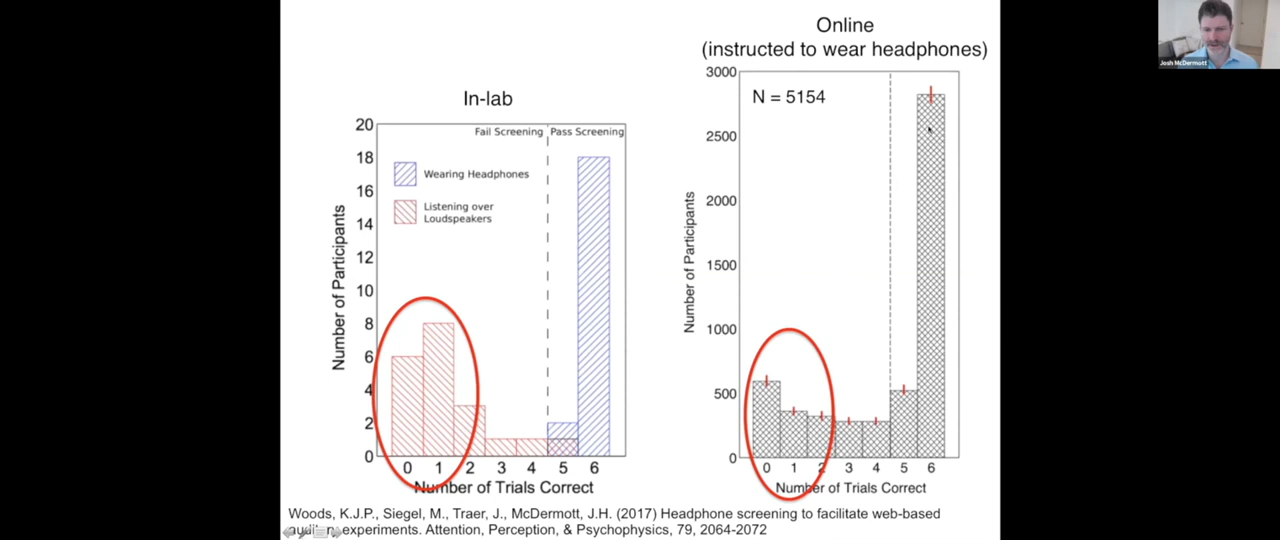 Online
(instructed to wear headphones)
Josh McDermott
In-lab
Number of Participants
20
18
16
14
12
10
8
6
4
2
0
Fail Screening
Pass Screening
Wearing Headphones
Listening over
Loudspeakers
0 1 2 3 4 5 6
Number of Trials Correct
Number of Participants
3000
2500
2000
1500
1000
500
0
N = 5154
0 1 2 3 4 5 6
Number of Trials Correct
Woods, K.J.P., Siegel, M., Traer, J., McDermott, J.H. (2017) Headphone screening to facilitate web-based
auditory experiments. Attention, Perception, & Psychophysics, 79, 2064-2072